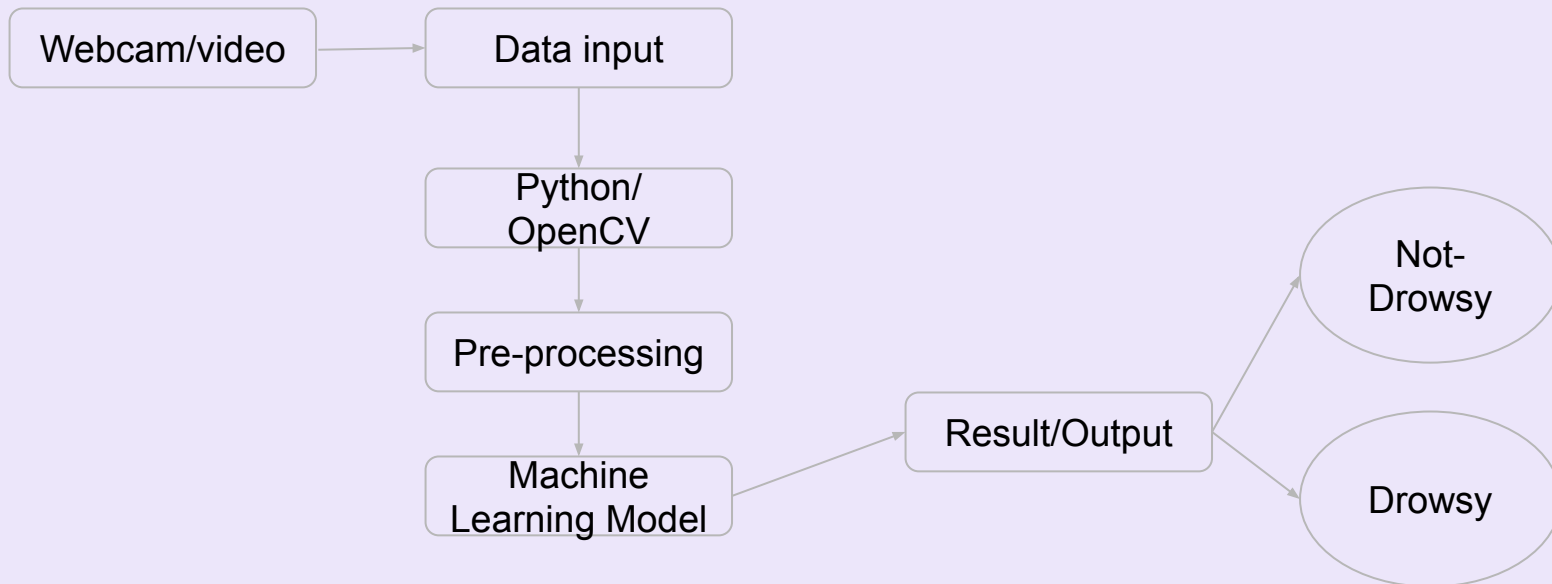 Webcam/video
Data input
Python/
OpenCV
Pre-processing
Machine
Learning Model
Result/Output
Not-
Drowsy
Drowsy